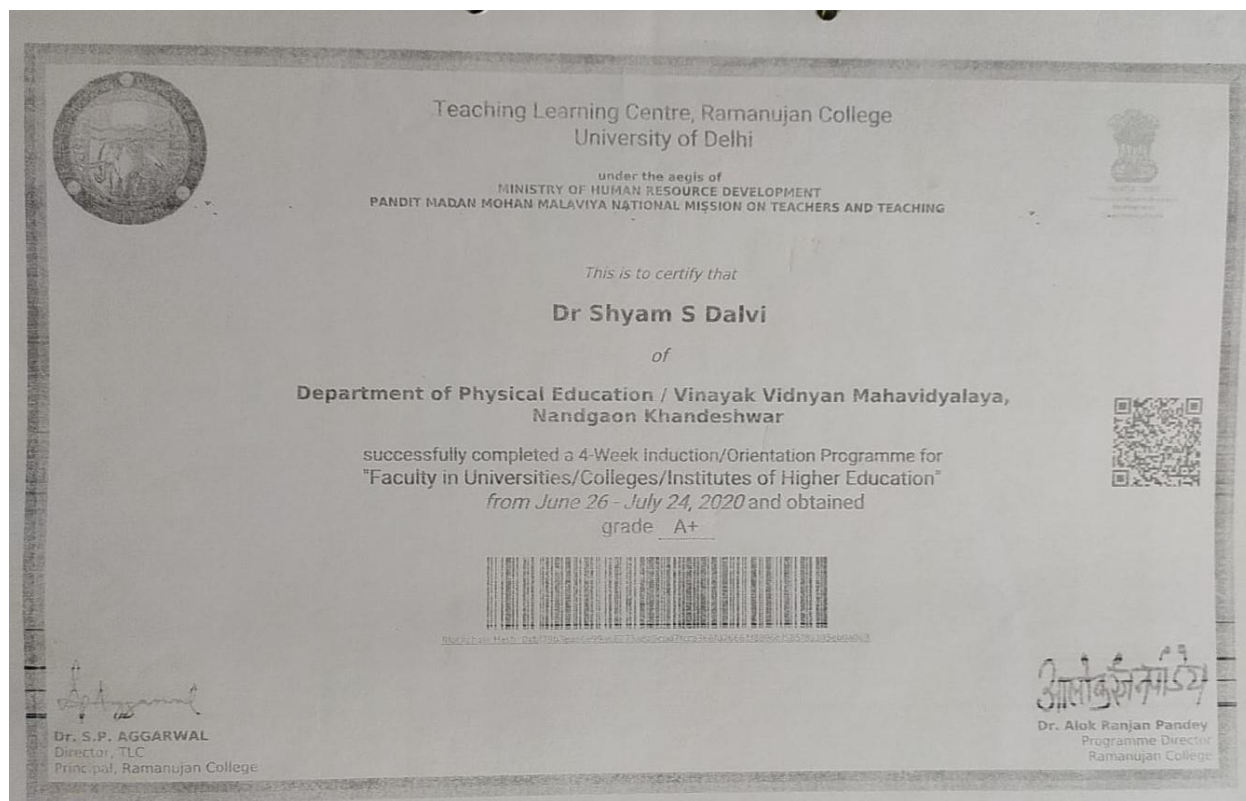 Teaching Learning Centre, Ramanujan College
University of Delhi
under the aegis of
MINISTRY OF HUMAN RESOURCE DEVELOPMENT
PANDIT MADAN MOHAN MALAVIYA NATIONAL MISSION ON TEACHERS AND TEACHING
This is to certify that
Dr Shyam S Dalvi
of
Department of Physical Education / Vinayak Vidnyan Mahavidyalaya,
Nandgaon Khandeshwar
successfully completed a 4-Week Induction/Orientation Programme for
"Faculty in Universities/Colleges/Institutes of Higher Education"
from June 26 - July 24, 2020 and obtained
grade A+
Blockchain Hash:
Dr. S.P. AGGARWAL
Director, TLC
Principal, Ramanujan College
Dr. Alok Ranjan Pandey
Programme Director
Ramanujan College